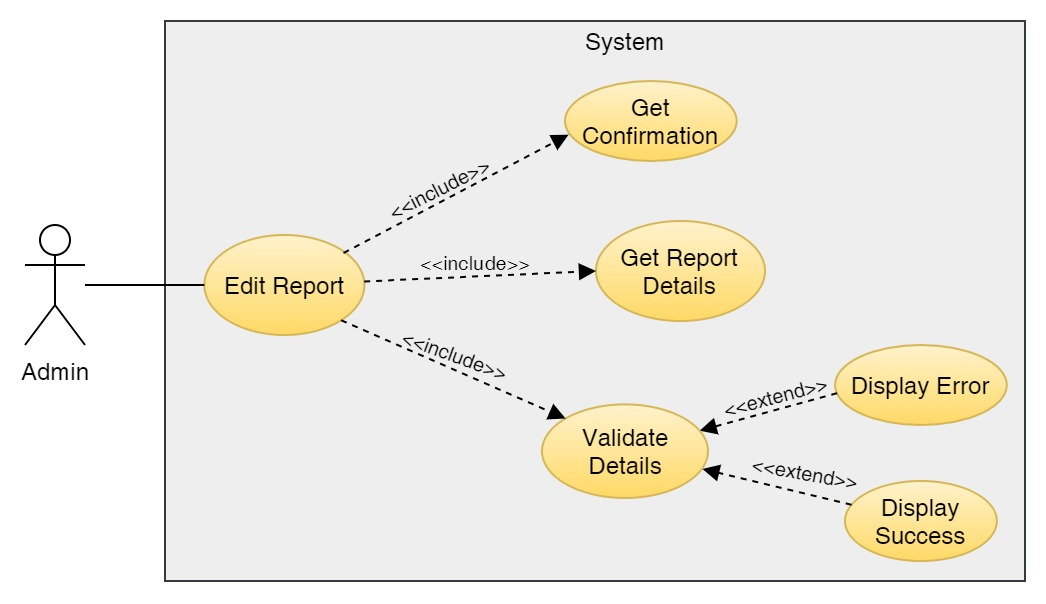 System
Get
Confirmation
<<include>>
<<include>>
Get Report
Details
Edit Report
<<include>>
Admin
Display Error
<<extend>>
Validate
Details
<<extend>>
Display
Success